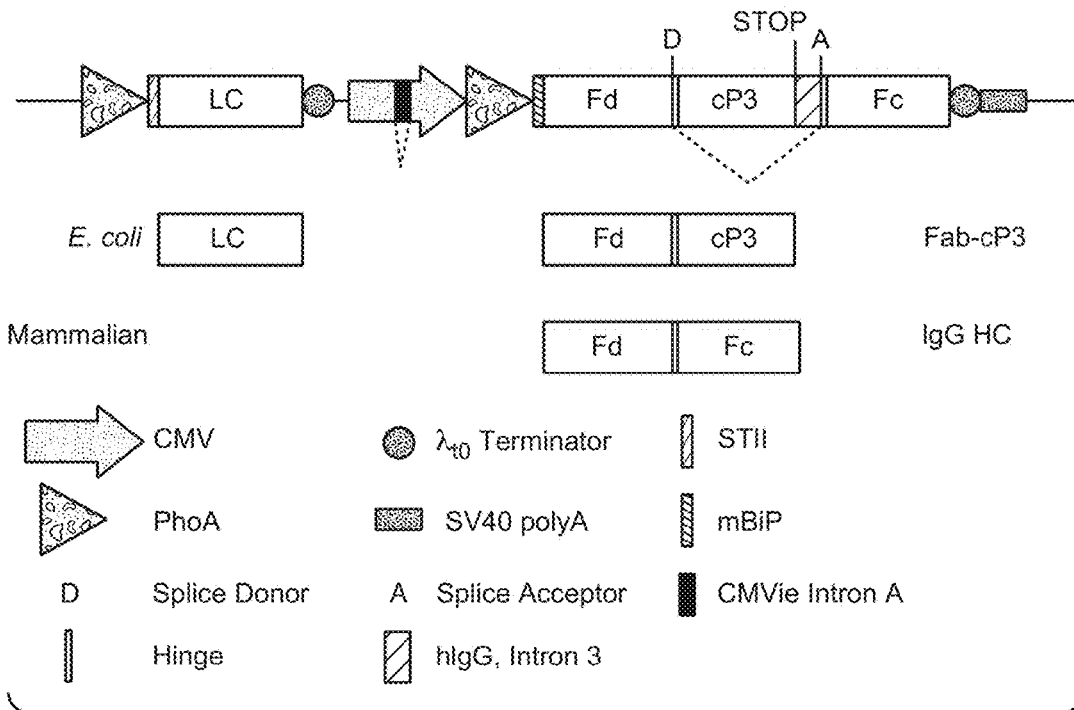 STOP
D A
LC Fd cP3 Fc
E. coli LC Fd cP3 Fab-cP3
Mammalian Fd Fc IgG HC
CMV λt0 Terminator STII
PhoA SV40 polyA mBiP
D Splice Donor A Splice Acceptor CMVie Intron A
Hinge hIgG, Intron 3